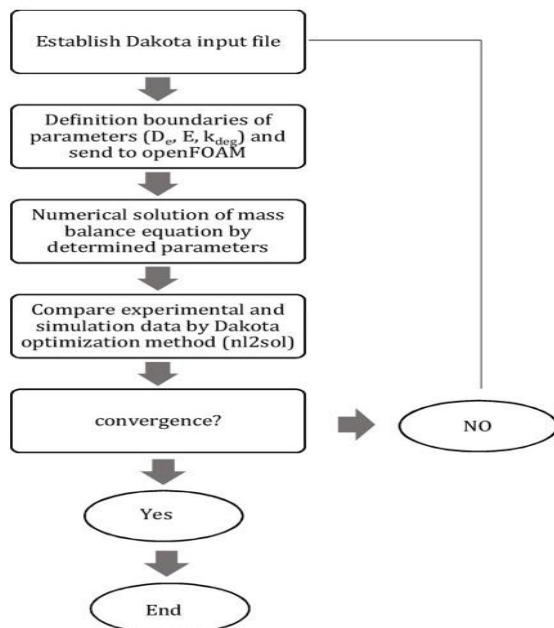 Establish Dakota input file
Definition boundaries of
parameters (Dₑ, E, k_deg) and
send to openFOAM
Numerical solution of mass
balance equation by
determined parameters
Compare experimental and
simulation data by Dakota
optimization method (nl2sol)
convergence?
NO
Yes
End